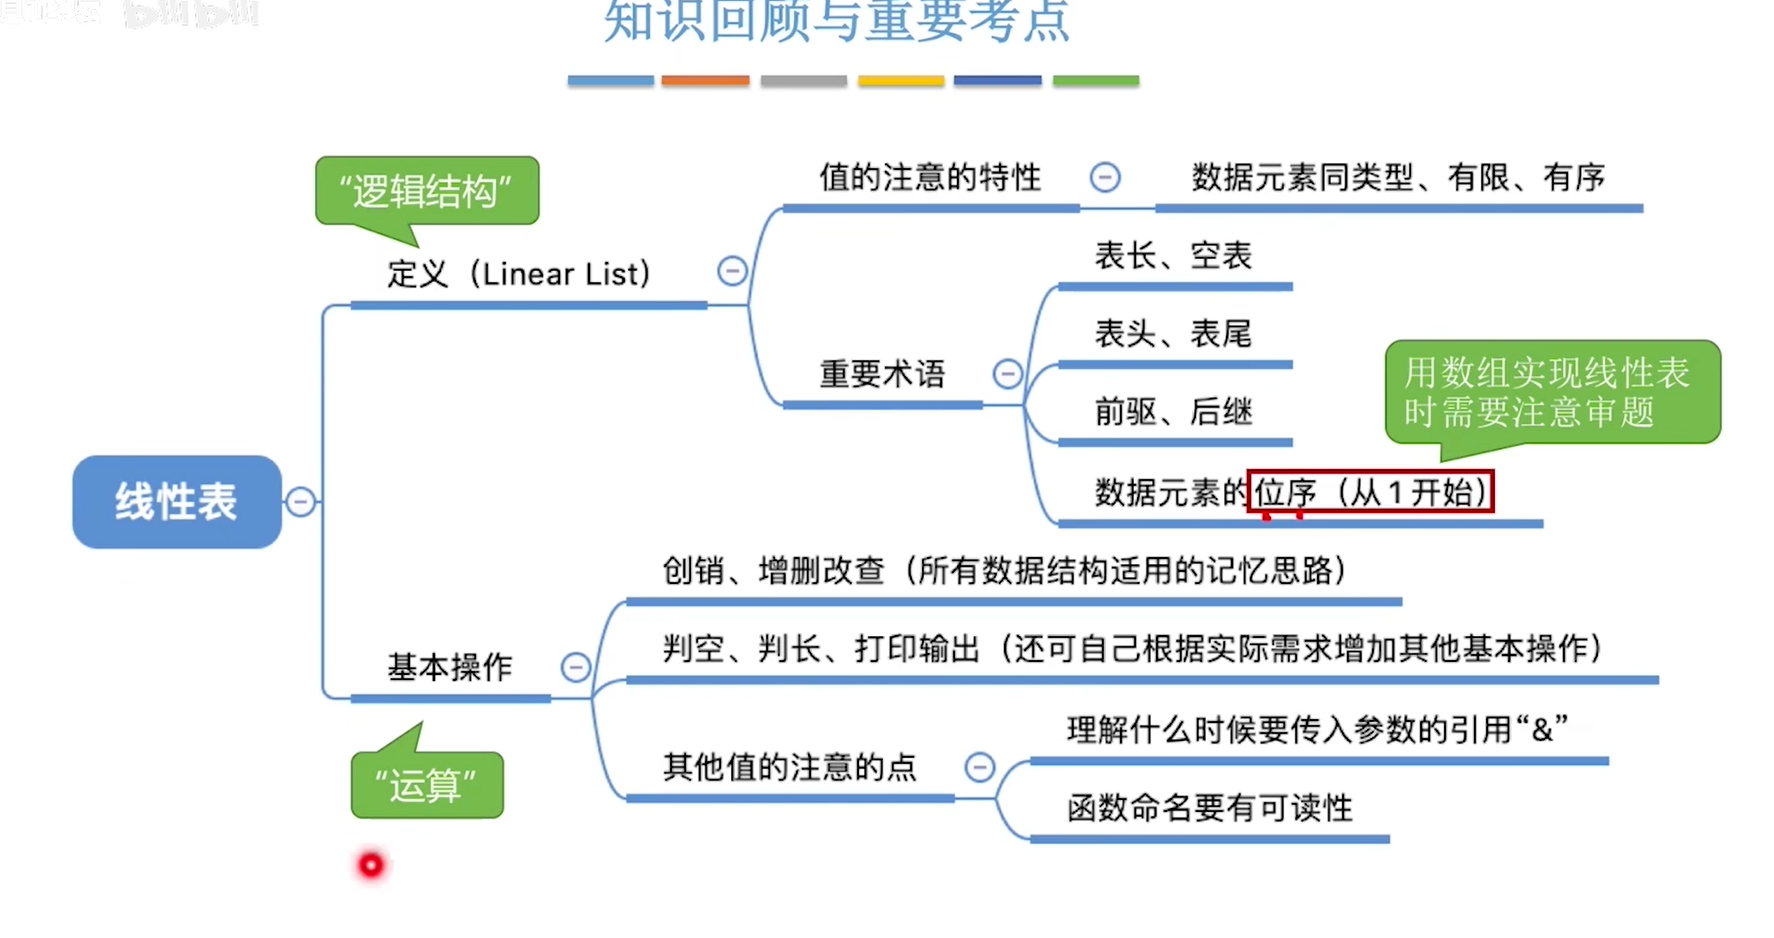 bilibili
知识回顾与重要考点
“逻辑结构”
值的注意的特性
数据元素同类型、有限、有序
定义（Linear List）
表长、空表
表头、表尾
重要术语
用数组实现线性表
时需要注意审题
前驱、后继
数据元素的位序（从1开始）
线性表
创销、增删改查（所有数据结构适用的记忆思路）
判空、判长、打印输出（还可自己根据实际需求增加其他基本操作）
基本操作
理解什么时候要传入参数的引用“&”
其他值的注意的点
“运算”
函数命名要有可读性